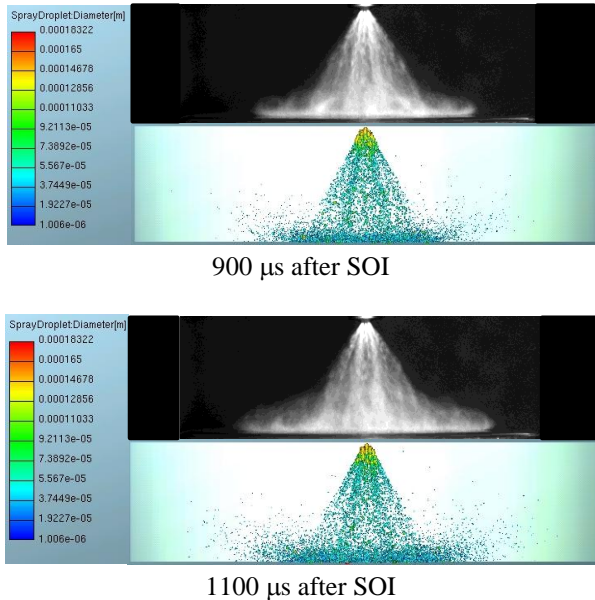 SprayDroplet:Diameter[m]
0.00018322
0.000165
0.00014678
0.00012856
0.00011033
9.2113e-05
7.3892e-05
5.567e-05
3.7449e-05
1.9227e-05
1.006e-06
900 μs after SOI
SprayDroplet:Diameter[m]
0.00018322
0.000165
0.00014678
0.00012856
0.00011033
9.2113e-05
7.3892e-05
5.567e-05
3.7449e-05
1.9227e-05
1.006e-06
1100 μs after SOI